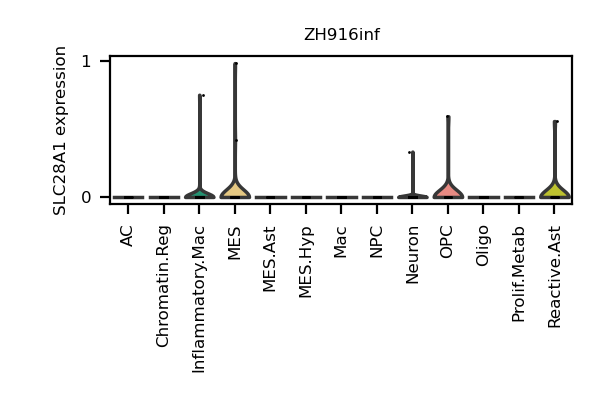 ZH916inf
SLC28A1 expression
1
0
AC
Chromatin.Reg
Inflammatory.Mac
MES
MES.Ast
MES.Hyp
Mac
NPC
Neuron
OPC
Oligo
Prolif.Metab
Reactive.Ast